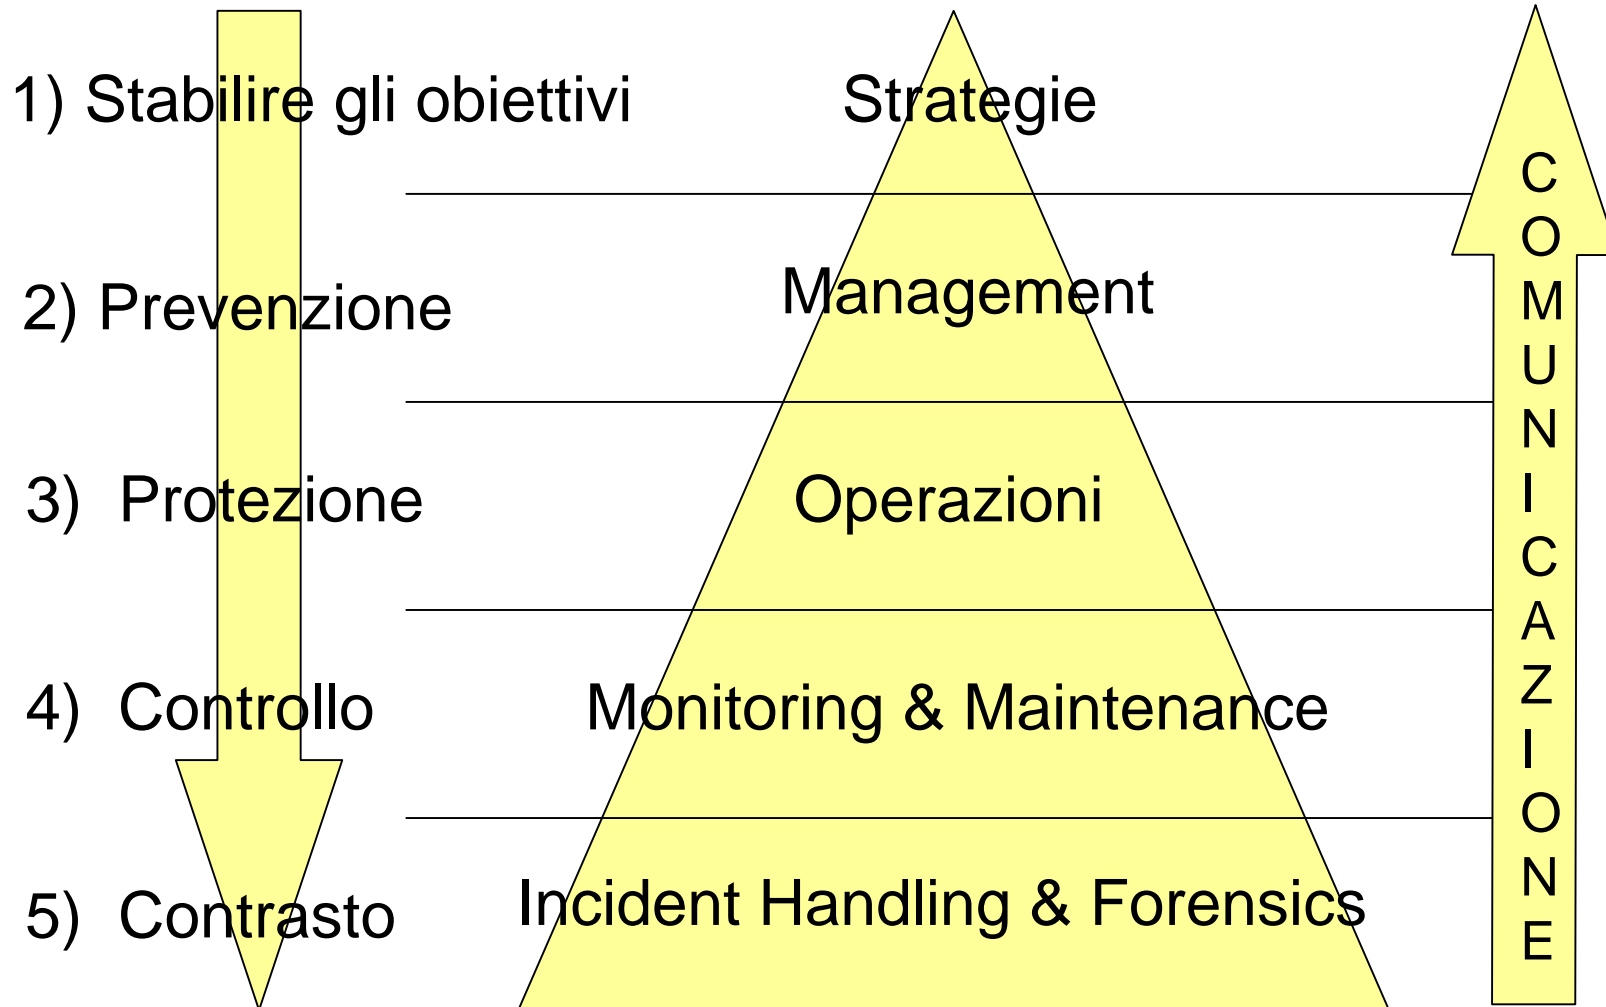 1) Stabilire gli obiettivi
Strategie
2) Prevenzione
Management
3) Protezione
Operazioni
4) Controllo
Monitoring & Maintenance
5) Contrasto
Incident Handling & Forensics
COMUNICAZIONE